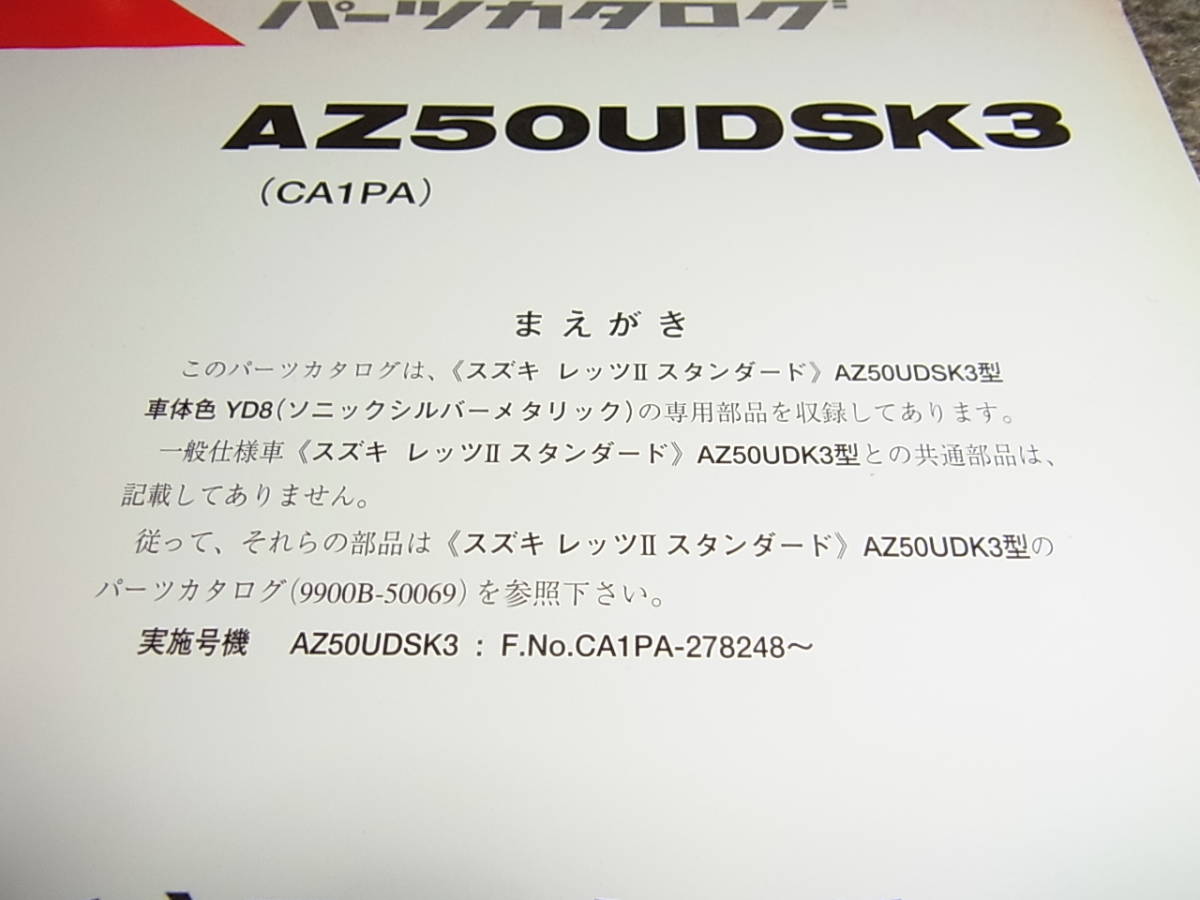 パーツカタログ
AZ50UDSK3
(CA1PA)
まえがき
このパーツカタログは、《スズキ レッツII スタンダード》AZ50UDSK3型
車体色 YD8(ソニックシルバーメタリック)の専用部品を収録してあります。
一般仕様車《スズキ レッツII スタンダード》AZ50UDK3型との共通部品は、
記載してありません。
従って、それらの部品は《スズキ レッツII スタンダード》AZ50UDK3型の
パーツカタログ(9900B-50069)を参照下さい。
実施号機 AZ50UDSK3 : F.No.CA1PA-278248～